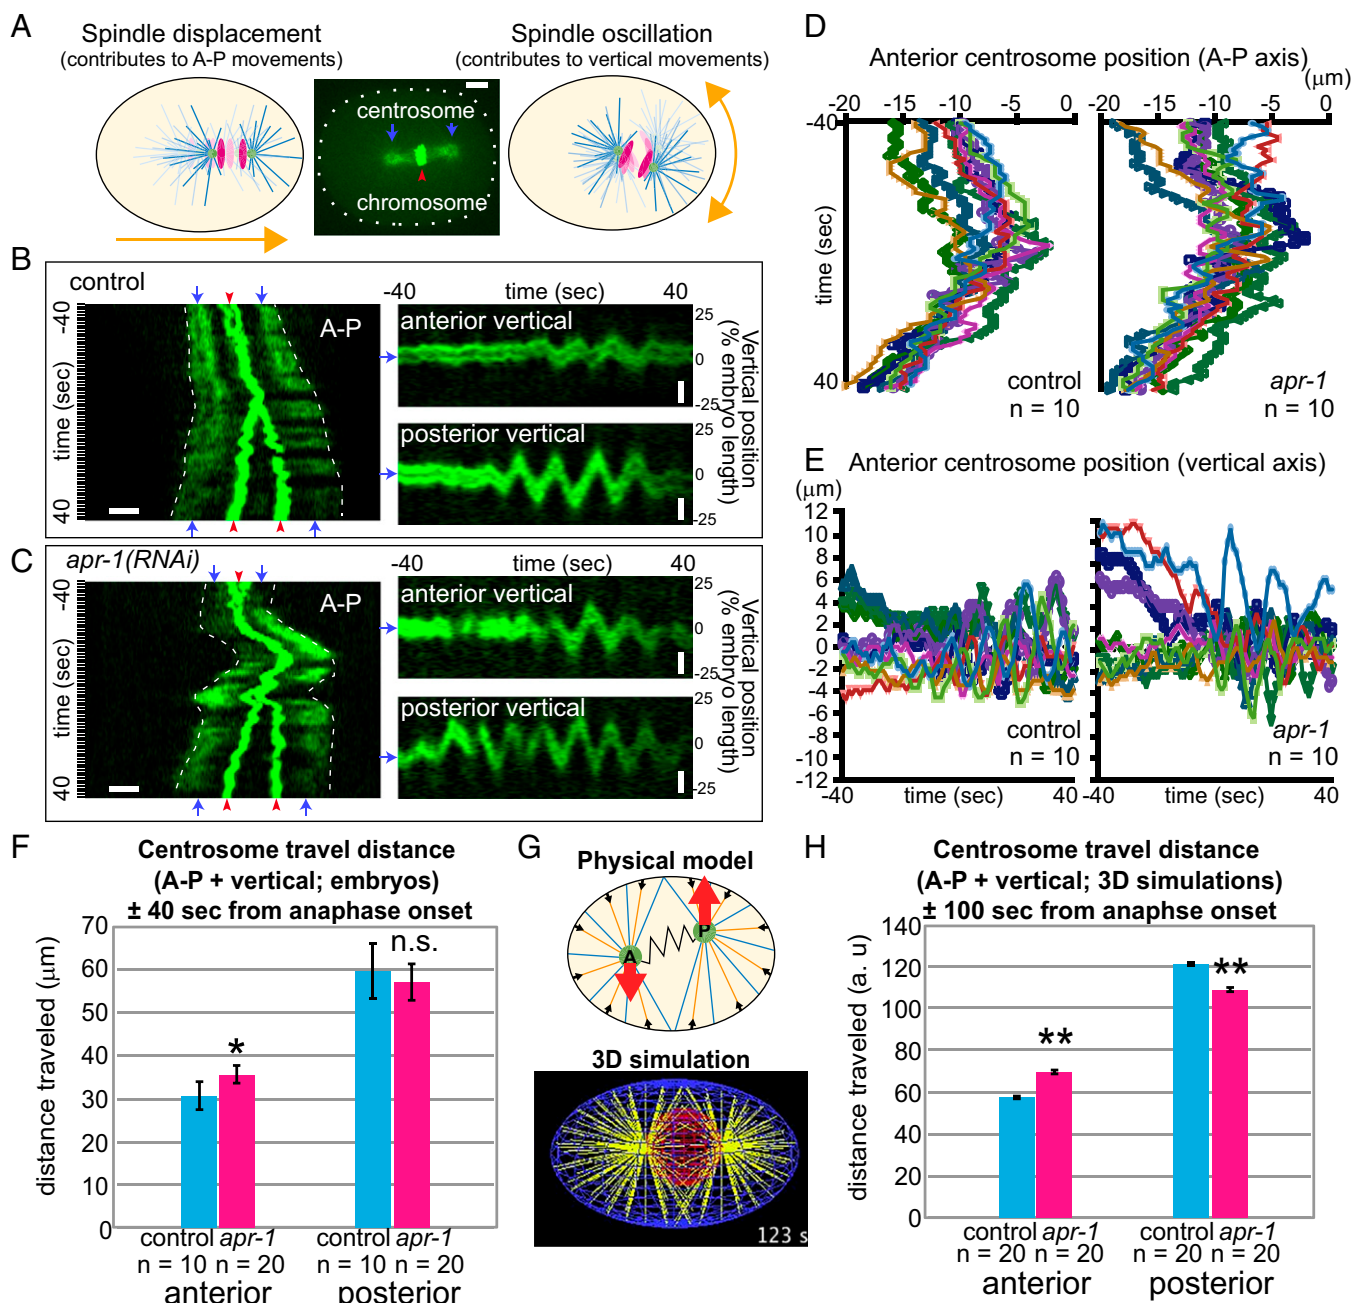 A
Spindle displacement
(contributes to A-P movements)
centrosome
chromosome
Spindle oscillation
(contributes to vertical movements)
B
control
-40
time (sec)
40
A-P
-40 time (sec) 40
anterior vertical
posterior vertical
25
0
-25
25
0
-25
Vertical position
(% embryo length)
C
apr-1(RNAi)
-40
time (sec)
40
A-P
-40 time (sec) 40
anterior vertical
posterior vertical
25
0
-25
25
0
-25
Vertical position
(% embryo length)
D
Anterior centrosome position (A-P axis)
(μm)
-20 -15 -10 -5 0
-20 -15 -10 -5 0
-40
time (sec)
40
control
n = 10
apr-1
n = 10
E
Anterior centrosome position (vertical axis)
(μm)
12
10
8
6
4
2
0
-2
-4
-6
-8
-10
-12
control
n = 10
apr-1
n = 10
-40 time (sec) 40
-40 time (sec) 40
F
Centrosome travel distance
(A-P + vertical; embryos)
± 40 sec from anaphase onset
distance traveled (μm)
70
60
50
40
30
20
10
0
*
n.s.
control apr-1
n = 10 n = 20
anterior
control apr-1
n = 10 n = 20
posterior
G
Physical model
A
P
3D simulation
123 s
H
Centrosome travel distance
(A-P + vertical; 3D simulations)
± 100 sec from anaphse onset
distance traveled (a. u)
140
120
100
80
60
40
20
0
**
**
control apr-1
n = 20 n = 20
anterior
control apr-1
n = 20 n = 20
posterior